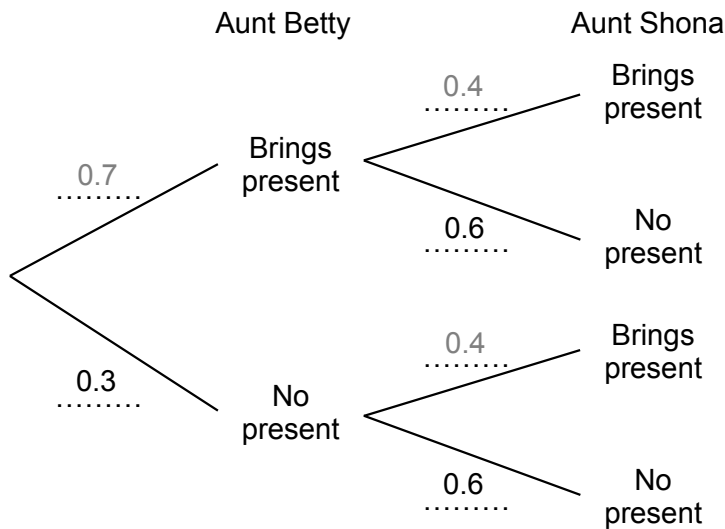 Aunt Betty
Aunt Shona
0.4
Brings
present
0.7
Brings
present
0.6
No
present
0.3
No
present
0.4
Brings
present
0.6
No
present